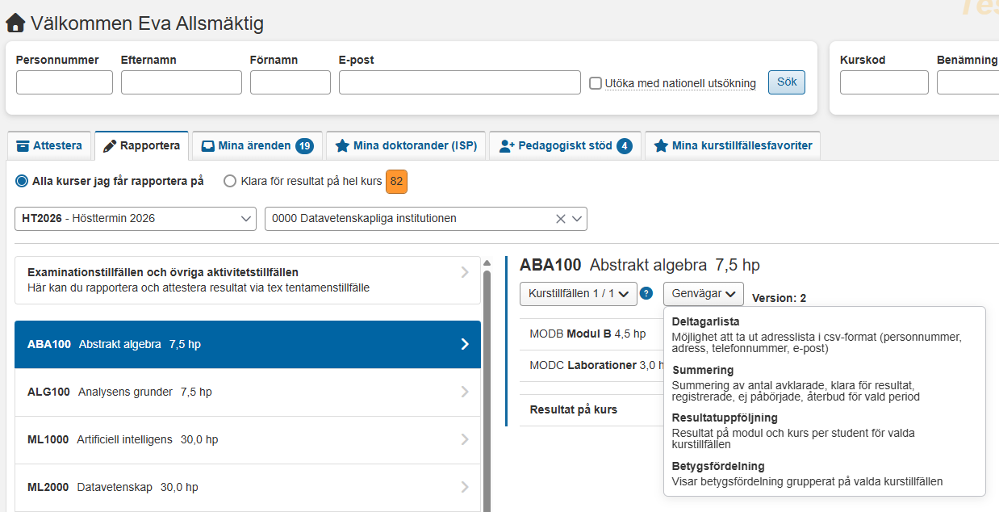 Välkommen Eva Allsmäktig
Personnummer Efternamn Förnamn E-post
Utöka med nationell utsökning Sök
Kurskod Benämning
Attestera Rapportera Mina ärenden 19 Mina doktorander (ISP) Pedagogiskt stöd 4 Mina kurstillfällesfavoriter
Alla kurser jag får rapportera på Klara för resultat på hel kurs 82
HT2026 - Hösttermin 2026 0000 Datavetenskapliga institutionen
Examinationstillfällen och övriga aktivitetstillfällen
Här kan du rapportera och attestera resultat via tex tentamenstillfälle
ABA100 Abstrakt algebra 7,5 hp
ALG100 Analysens grunder 7,5 hp
ML1000 Artificiell intelligens 30,0 hp
ML2000 Datavetenskap 30,0 hp
ABA100 Abstrakt algebra 7,5 hp
Kurstillfällen 1 / 1 ? Genvägar Version: 2
MODB Modul B 4,5 hp
MODC Laborationer 3,0 h
Resultat på kurs
Deltagarlista
Möjlighet att ta ut adresslista i csv-format (personnummer,
adress, telefonnummer, e-post)
Summering
Summering av antal avklarade, klara för resultat,
registrerade, ej påbörjade, återbud för vald period
Resultatuppföljning
Resultat på modul och kurs per student för valda
kurstillfällen
Betygsfördelning
Visar betygsfördelning grupperat på valda kurstillfällen